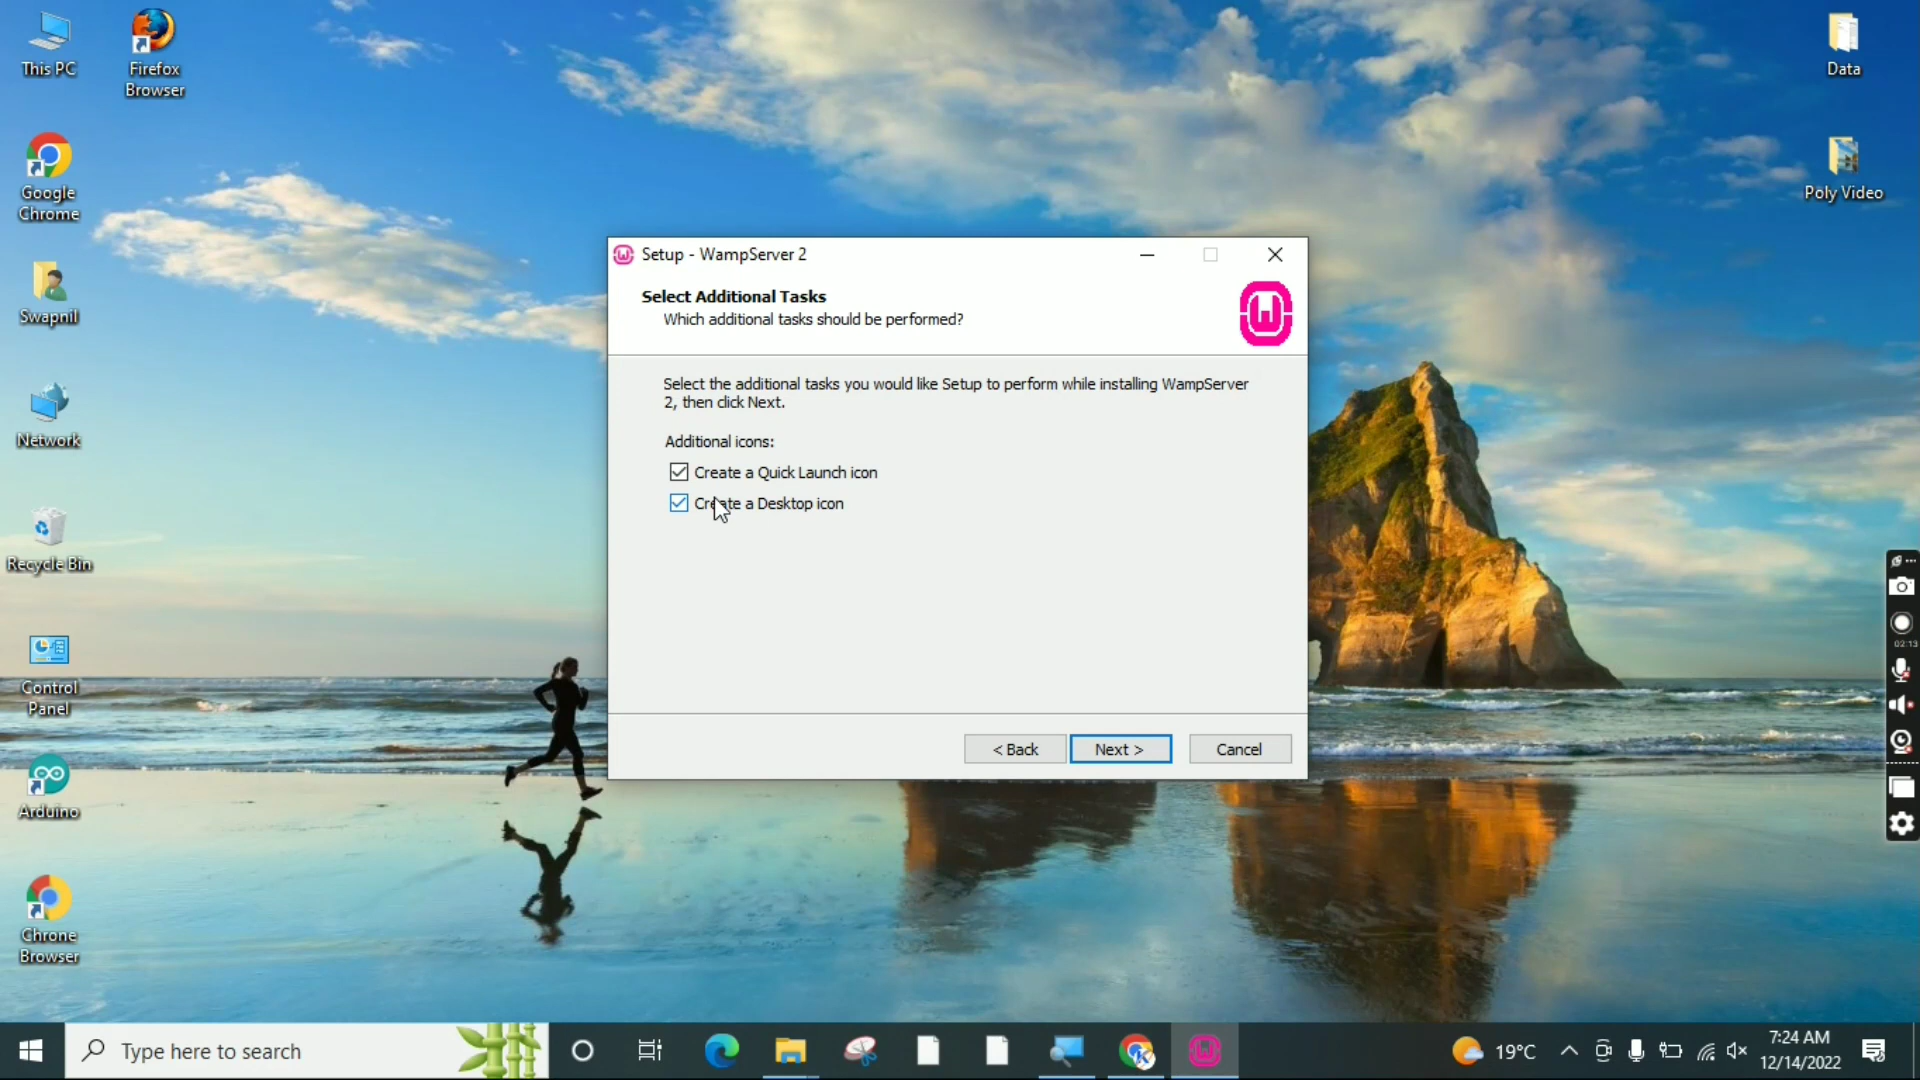 This PC
Firefox
Browser
Google
Chrome
Swapnil
Network
Recycle Bin
Control
Panel
Arduino
Chrone
Browser
Data
Poly Video
Setup - WampServer 2
Select Additional Tasks
Which additional tasks should be performed?
Select the additional tasks you would like Setup to perform while installing WampServer
2, then click Next.
Additional icons:
Create a Quick Launch icon
Create a Desktop icon
< Back
Next >
Cancel
02:13
Type here to search
19°C
7:24 AM
12/14/2022